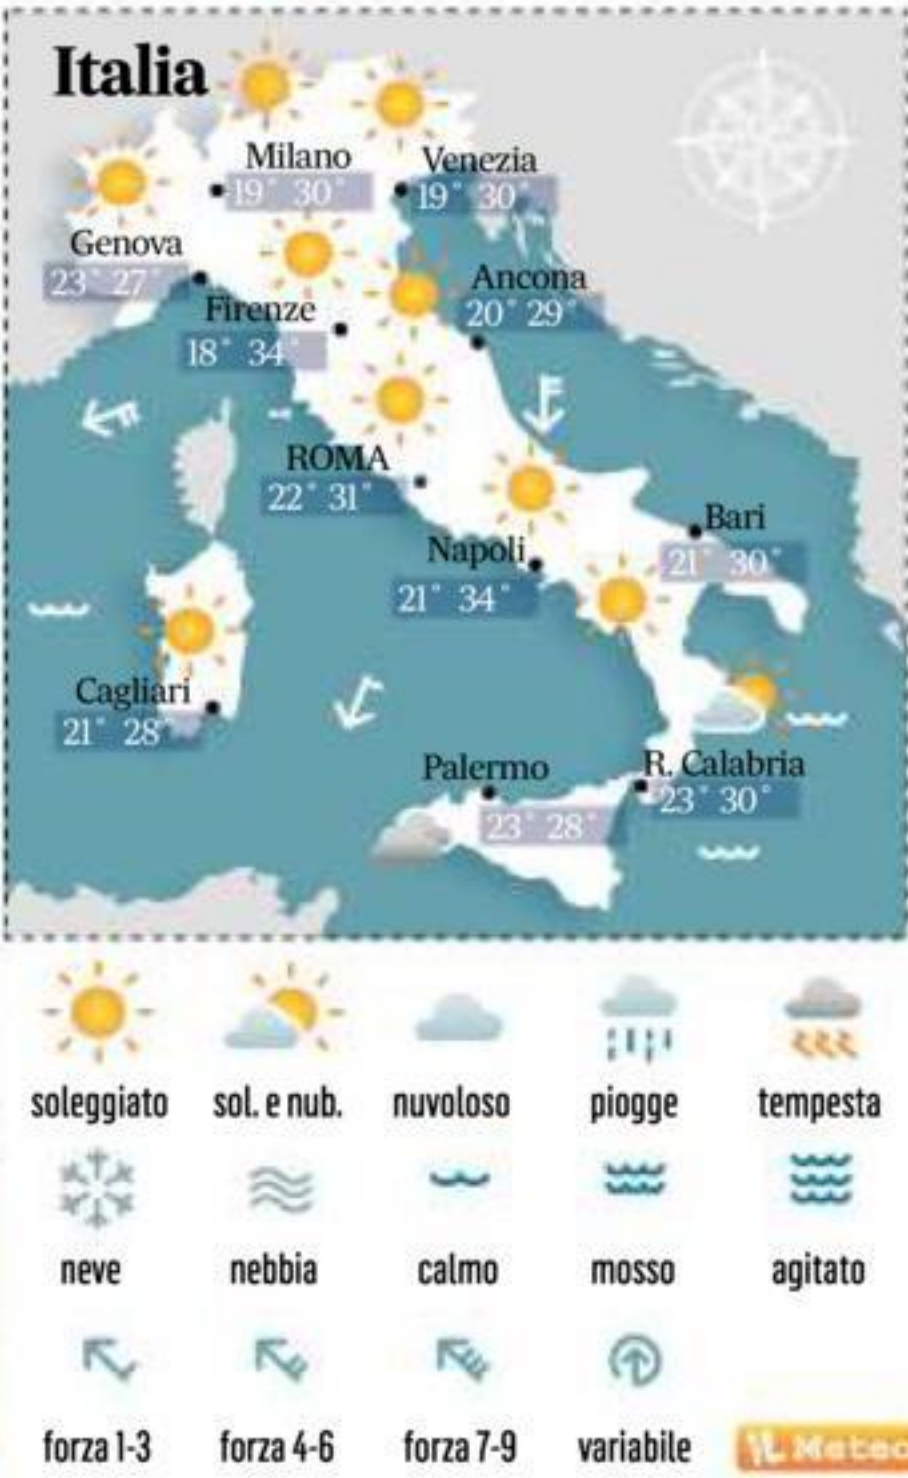 Italia
Milano
19° 30°
Venezia
19° 30°
Genova
23° 27°
Ancona
20° 29°
Firenze
18° 34°
ROMA
22° 31°
Bari
21° 30°
Napoli
21° 34°
Cagliari
21° 28°
Palermo
23° 28°
R. Calabria
23° 30°
soleggiato sol. e nub. nuvoloso piogge tempesta
neve nebbia calmo mosso agitato
forza 1-3 forza 4-6 forza 7-9 variabile
Meteo